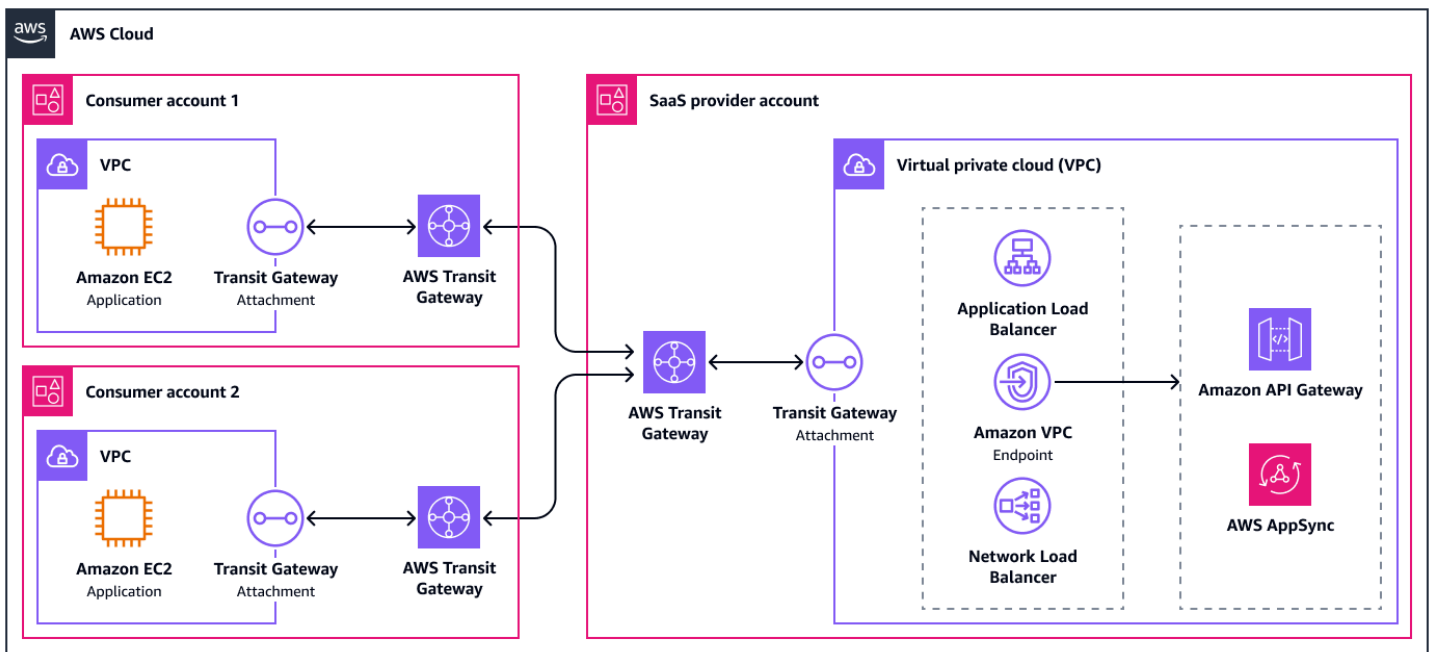 aws
AWS Cloud
Consumer account 1
VPC
Amazon EC2
Application
Transit Gateway
Attachment
AWS Transit
Gateway
Consumer account 2
VPC
Amazon EC2
Application
Transit Gateway
Attachment
AWS Transit
Gateway
SaaS provider account
AWS Transit
Gateway
Transit Gateway
Attachment
Virtual private cloud (VPC)
Application Load
Balancer
Amazon VPC
Endpoint
Network Load
Balancer
</>
Amazon API Gateway
AWS AppSync